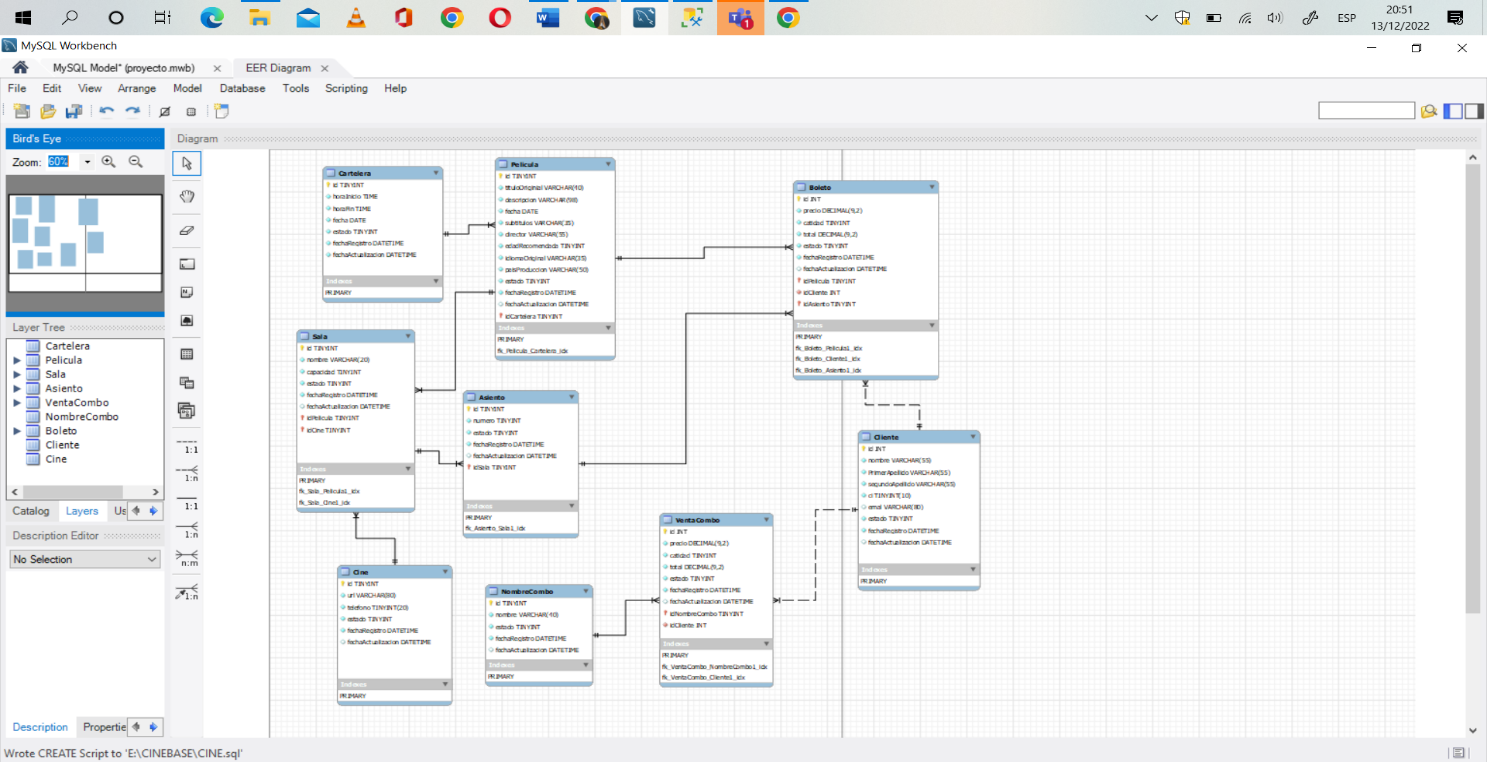 ESP
20:51
13/12/2022
MySQL Workbench
MySQL Model* (proyecto.mwb)
EER Diagram
File Edit View Arrange Model Database Tools Scripting Help
Bird's Eye
Zoom: 60%
Diagram
Layer Tree
Cartelera
Pelicula
Sala
Asiento
VentaCombo
NombreCombo
Boleto
Cliente
Cine
Catalog Layers Us
Description Editor
No Selection
Description Propertie
1:1
1:n
1:1
1:n
n:m
1:n
Cartelera
id TINYINT
horaInicio TIME
horaFin TIME
fecha DATE
estado TINYINT
fechaRegistro DATETIME
fechaActualizacion DATETIME
Indexes
PRIMARY
Pelicula
id TINYINT
tituloOriginial VARCHAR(40)
descripcion VARCHAR(98)
fecha DATE
subtitulos VARCHAR(35)
director VARCHAR(55)
edadRecomendada TINYINT
idiomaOriginal VARCHAR(35)
paisProduccion VARCHAR(50)
estado TINYINT
fechaRegistro DATETIME
fechaActualizacion DATETIME
idCartelera TINYINT
Indexes
PRIMARY
fk_Pelicula_Cartelera_idx
Boleto
id INT
precio DECIMAL(9,2)
catidad TINYINT
total DECIMAL(9,2)
estado TINYINT
fechaRegistro DATETIME
fechaActualizacion DATETIME
idPelicula TINYINT
idCliente INT
idAsiento TINYINT
Indexes
PRIMARY
fk_Boleto_Pelicula1_idx
fk_Boleto_Cliente1_idx
fk_Boleto_Asiento1_idx
Sala
id TINYINT
nombre VARCHAR(20)
capacidad TINYINT
estado TINYINT
fechaRegistro DATETIME
fechaActualizacion DATETIME
idPelicula TINYINT
idCine TINYINT
Indexes
PRIMARY
fk_Sala_Pelicula1_idx
fk_Sala_Cine1_idx
Asiento
id TINYINT
numero TINYINT
estado TINYINT
fechaRegistro DATETIME
fechaActualizacion DATETIME
idSala TINYINT
Indexes
PRIMARY
fk_Asiento_Sala1_idx
Cliente
id INT
nombre VARCHAR(55)
PrimerApellido VARCHAR(55)
segundoApellido VARCHAR(55)
ci TINYINT(10)
email VARCHAR(80)
estado TINYINT
fechaRegistro DATETIME
fechaActualizacion DATETIME
Indexes
PRIMARY
VentaCombo
id INT
precio DECIMAL(9,2)
catidad TINYINT
total DECIMAL(9,2)
estado TINYINT
fechaRegistro DATETIME
fechaActualizacion DATETIME
idNombreCombo TINYINT
idCliente INT
Indexes
PRIMARY
fk_VentaCombo_NombreCombo1_idx
fk_VentaCombo_Cliente1_idx
Cine
id TINYINT
url VARCHAR(80)
telefono TINYINT(20)
estado TINYINT
fechaRegistro DATETIME
fechaActualizacion DATETIME
Indexes
PRIMARY
NombreCombo
id TINYINT
nombre VARCHAR(40)
estado TINYINT
fechaRegistro DATETIME
fechaActualizacion DATETIME
Indexes
PRIMARY
Wrote CREATE Script to 'E:\CINEBASE\CINE.sql'